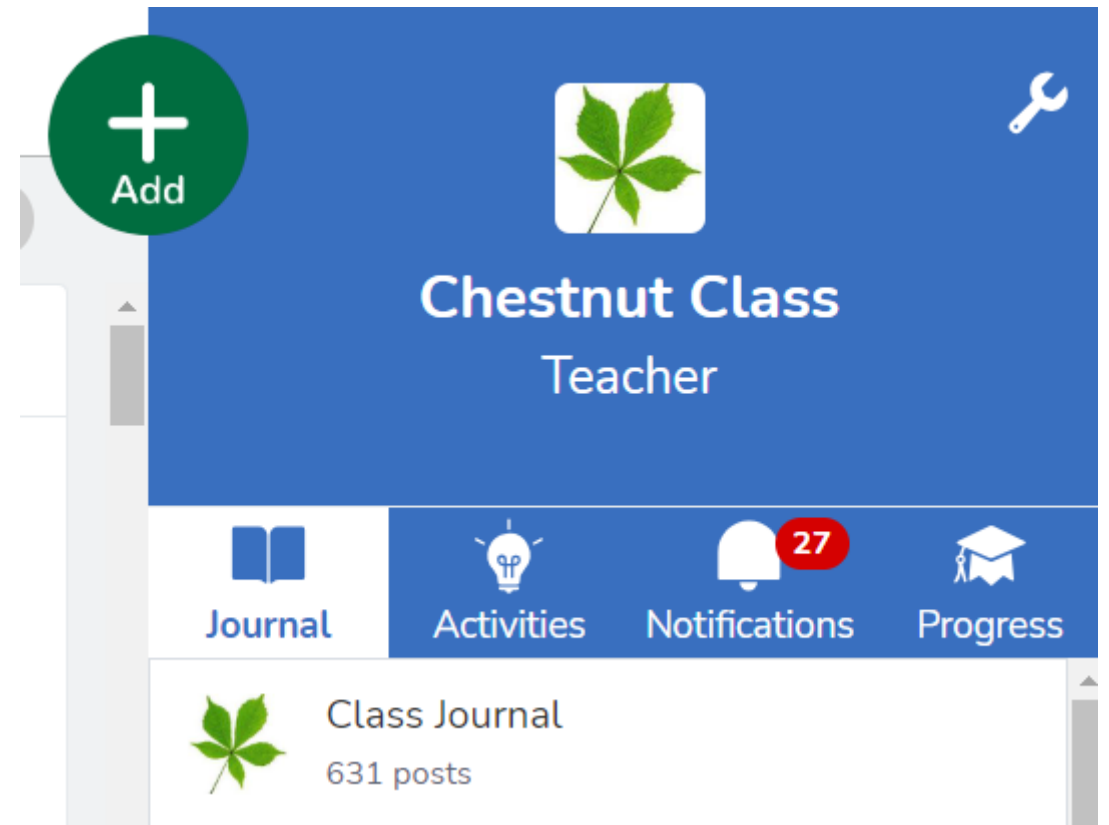 Add
Chestnut Class
Teacher
27
Journal
Activities
Notifications
Progress
Class Journal
631 posts